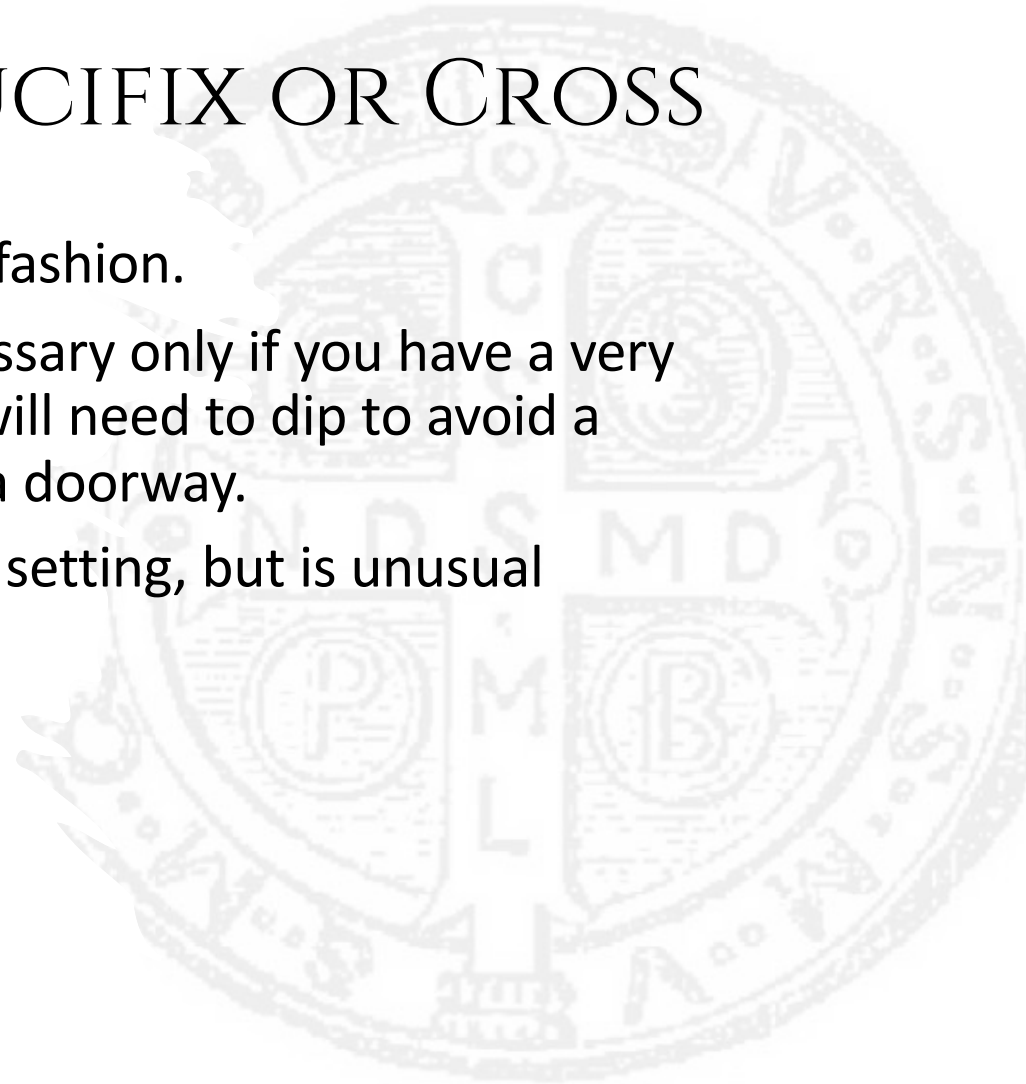 UCIFIX OR CROSS
fashion.
ssary only if you have a very
will need to dip to avoid a
a doorway.
setting, but is unusual
C
S
N D S M D
M
L
P B